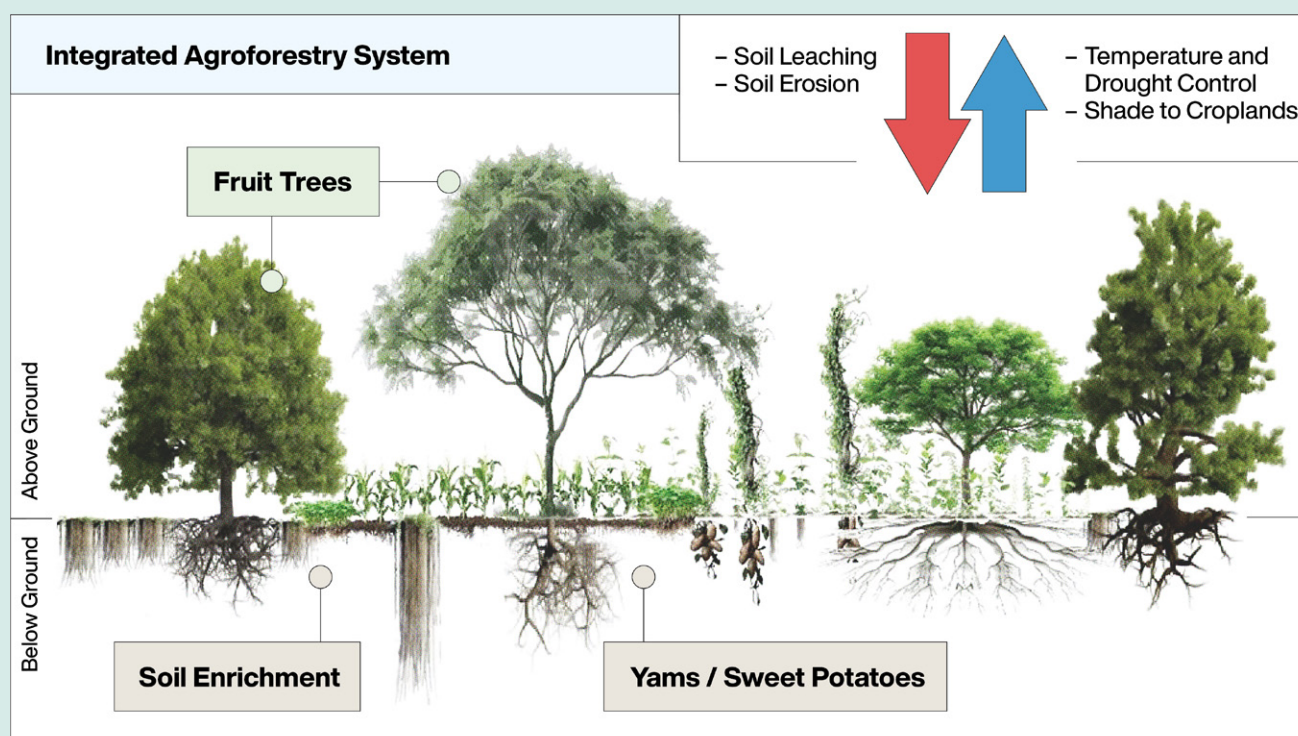 Integrated Agroforestry System
– Soil Leaching
– Soil Erosion
– Temperature and
Drought Control
– Shade to Croplands
Fruit Trees
Above Ground
Below Ground
Soil Enrichment
Yams / Sweet Potatoes